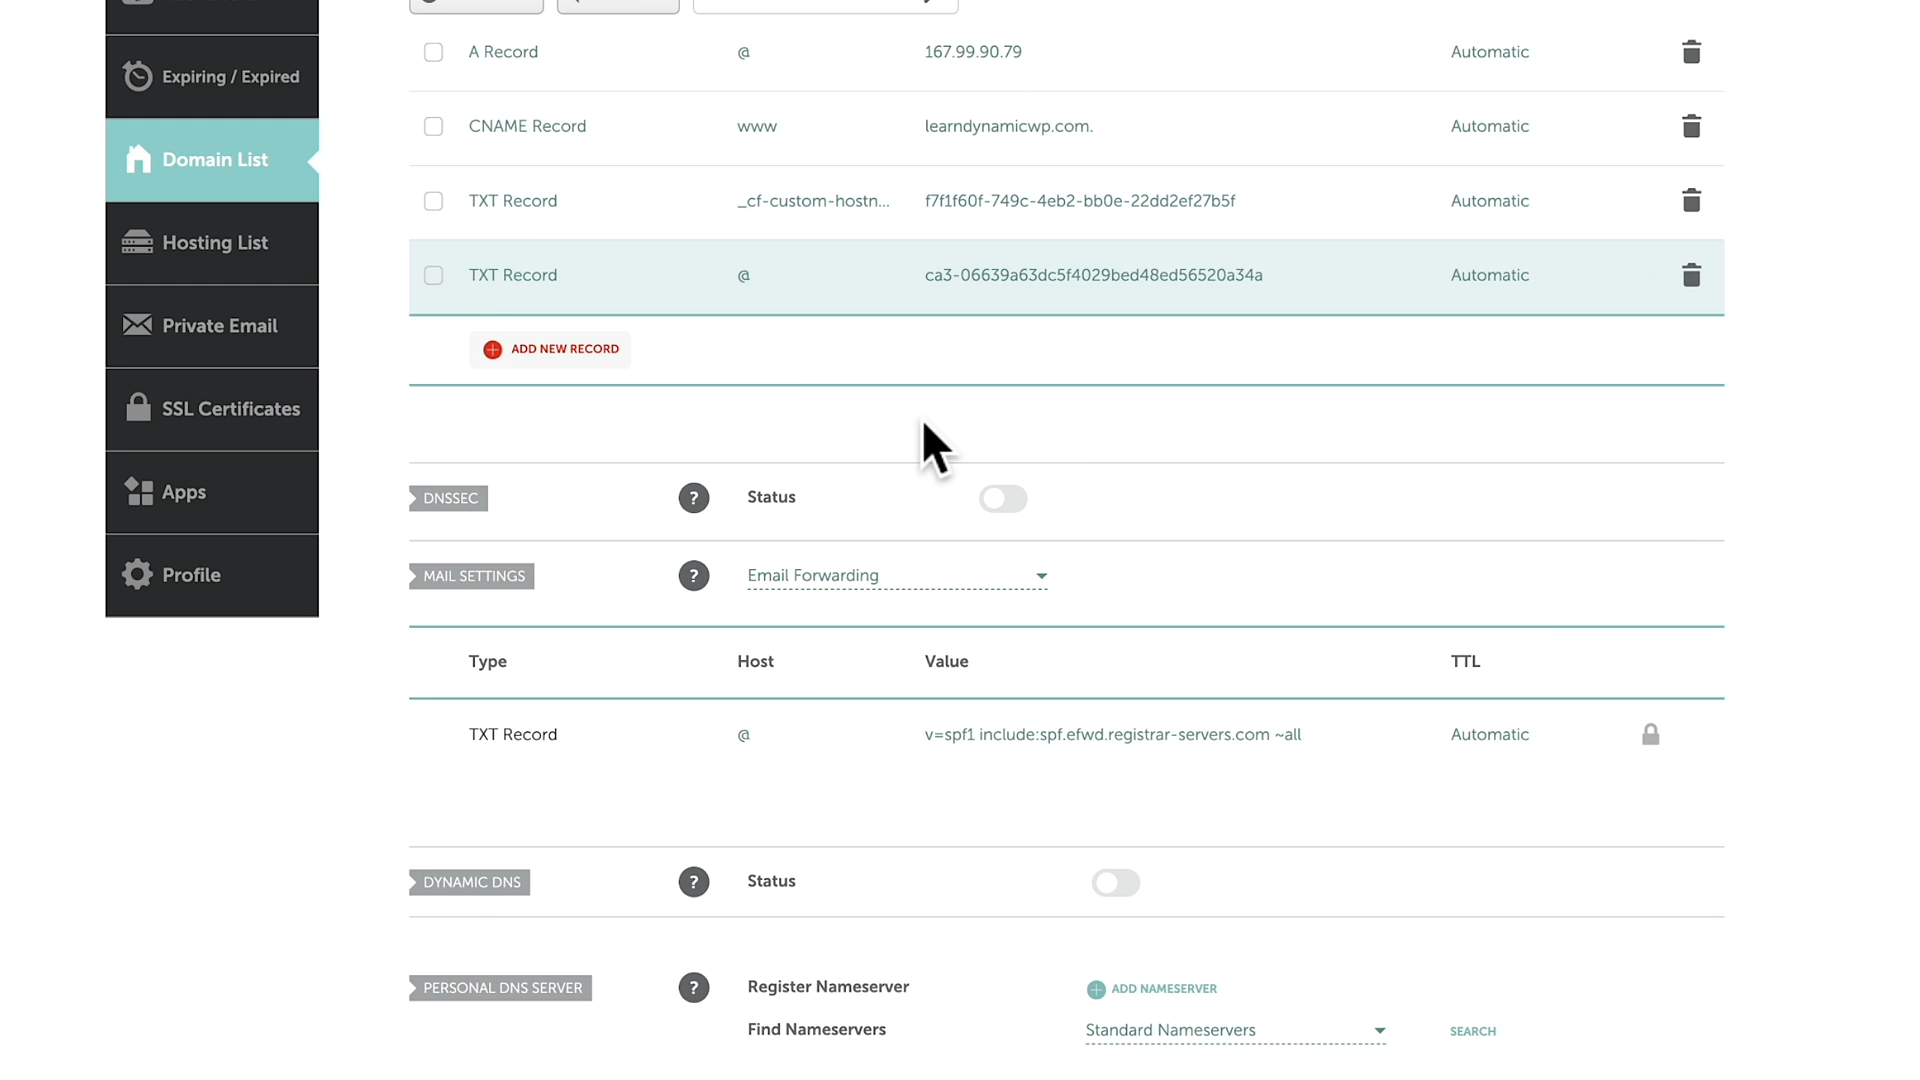 A Record @ 167.99.90.79 Automatic
Expiring / Expired
CNAME Record www learndynamicwp.com. Automatic
Domain List
TXT Record _cf-custom-hostn... f7f1f60f-749c-4eb2-bb0e-22dd2ef27b5f Automatic
Hosting List
TXT Record @ ca3-06639a63dc5f4029bed48ed56520a34a Automatic
Private Email
ADD NEW RECORD
SSL Certificates
Apps
DNSSEC ? Status
Profile
MAIL SETTINGS ? Email Forwarding
Type Host Value TTL
TXT Record @ v=spf1 include:spf.efwd.registrar-servers.com ~all Automatic
DYNAMIC DNS ? Status
PERSONAL DNS SERVER ? Register Nameserver ADD NAMESERVER
Find Nameservers Standard Nameservers SEARCH